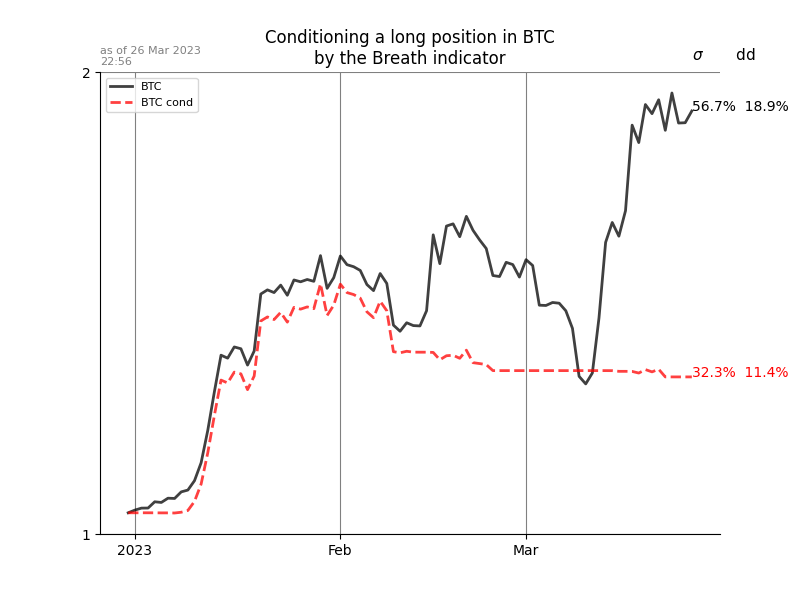 Conditioning a long position in BTC
by the Breath indicator
as of 26 Mar 2023
22:56
σ dd
2
BTC
BTC cond
56.7% 18.9%
32.3% 11.4%
1
2023 Feb Mar